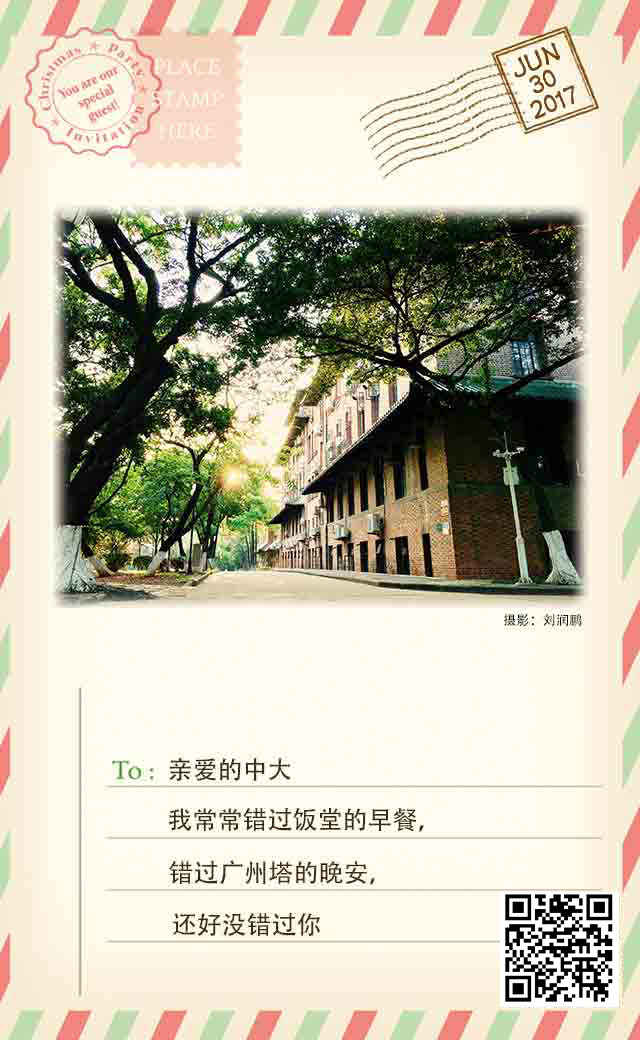 Christmas Party
You are our
special
guest!
Invitation
PLACE
STAMP
HERE
JUN
30
2017
摄影：刘润鹏
To : 亲爱的中大
我常常错过饭堂的早餐,
错过广州塔的晚安,
还好没错过你